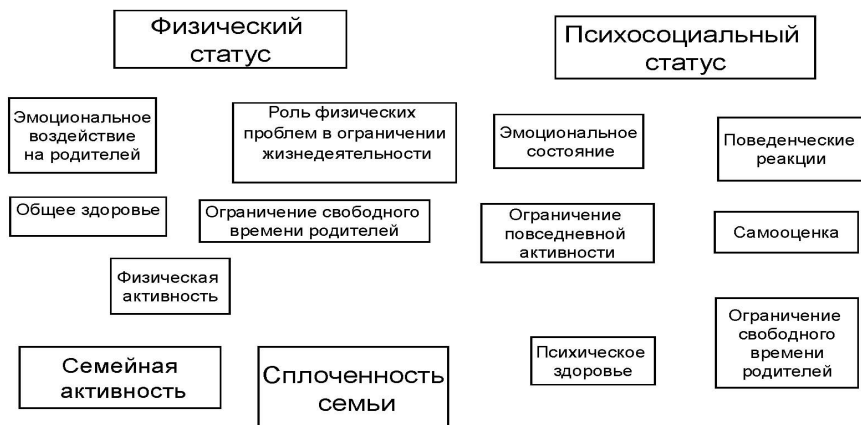 Физический
статус
Психосоциальный
статус
Эмоциональное
воздействие
на родителей
Роль физических
проблем в ограничении
жизнедеятельности
Эмоциональное
состояние
Поведенческие
реакции
Общее здоровье
Ограничение свободного
времени родителей
Ограничение
повседневной
активности
Самооценка
Физическая
активность
Семейная
активность
Сплоченность
семьи
Психическое
здоровье
Ограничение
свободного
времени
родителей